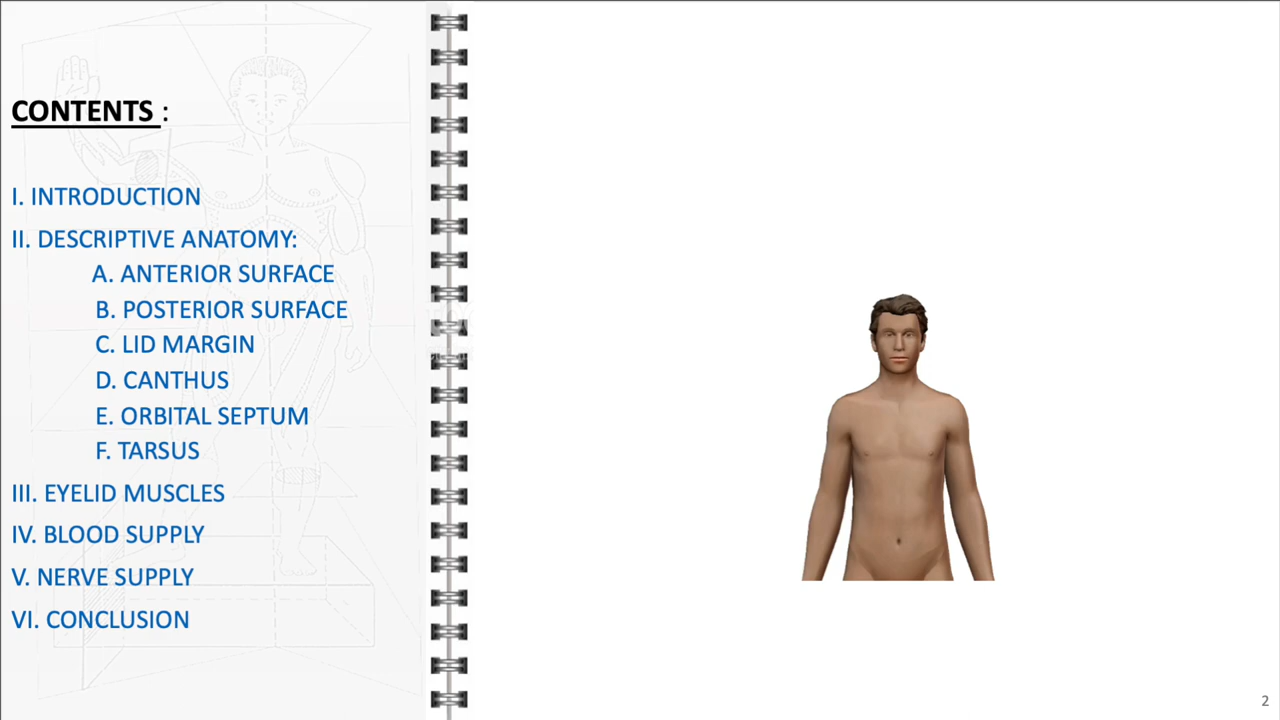 CONTENTS :
I. INTRODUCTION
II. DESCRIPTIVE ANATOMY:
A. ANTERIOR SURFACE
B. POSTERIOR SURFACE
C. LID MARGIN
D. CANTHUS
E. ORBITAL SEPTUM
F. TARSUS
III. EYELID MUSCLES
IV. BLOOD SUPPLY
V. NERVE SUPPLY
VI. CONCLUSION
2